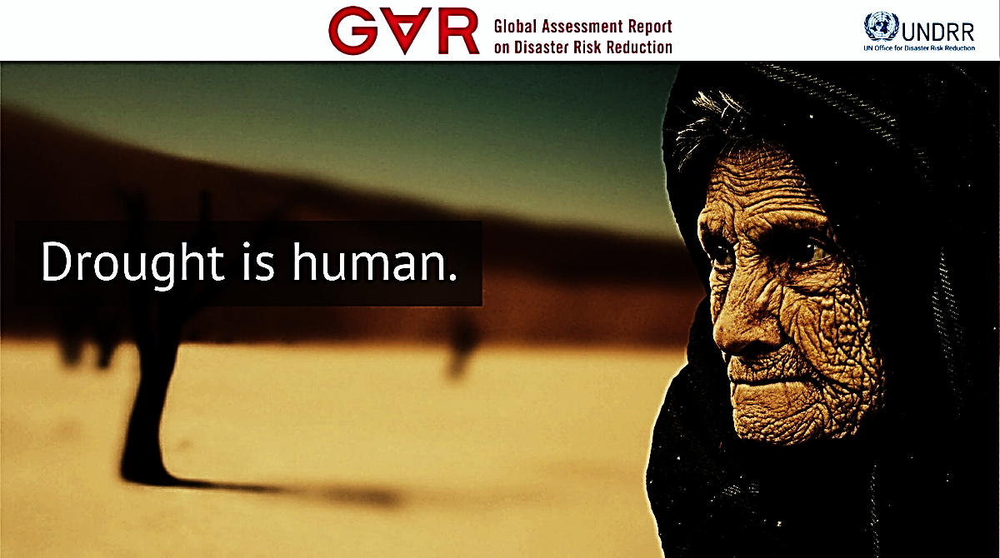 GAR
Global Assessment Report
on Disaster Risk Reduction
UNDRR
UN Office for Disaster Risk Reduction
Drought is human.